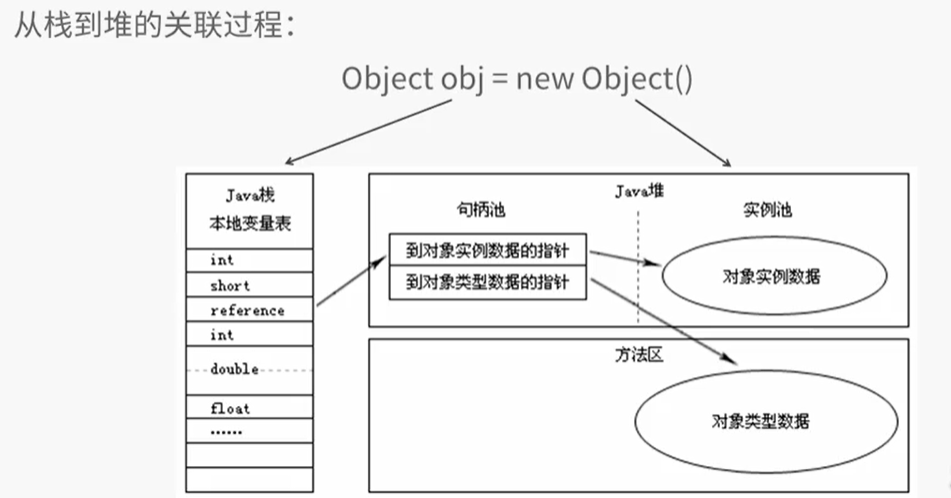 从栈到堆的关联过程：
Object obj = new Object()
Java栈
本地变量表
int
short
reference
int
double
float
……
Java堆
句柄池
实例池
到对象实例数据的指针
到对象类型数据的指针
对象实例数据
方法区
对象类型数据